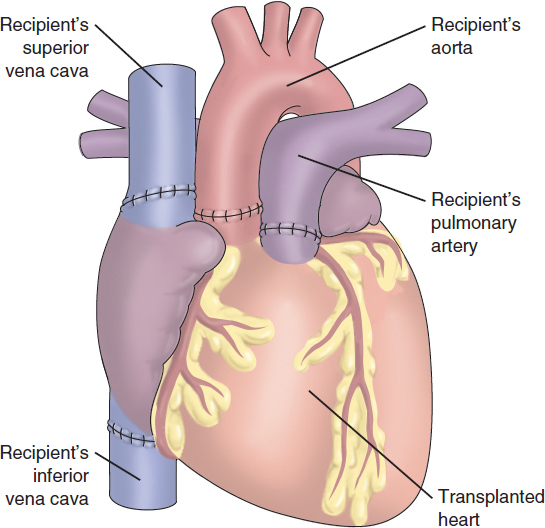 Recipient's
superior
vena cava
Recipient's
aorta
Recipient's
pulmonary
artery
Recipient's
inferior
vena cava
Transplanted
heart